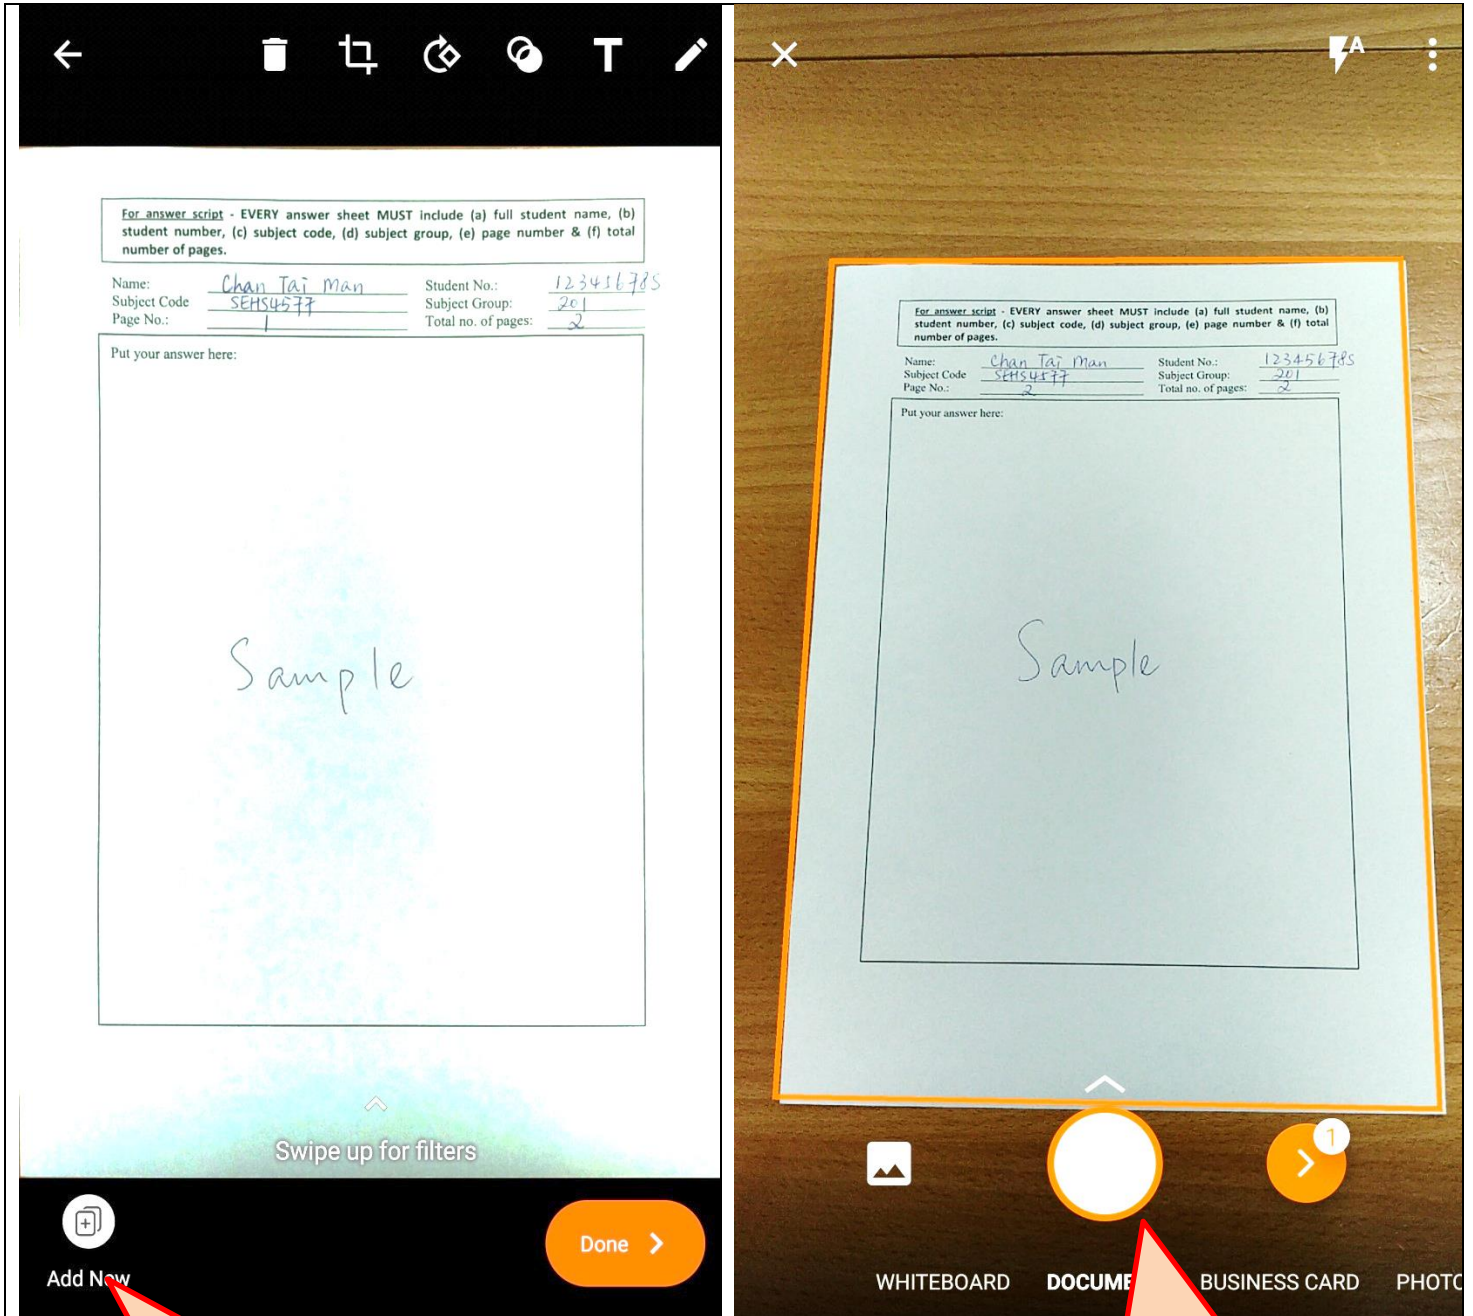 For answer script - EVERY answer sheet MUST include (a) full student name, (b)
student number, (c) subject code, (d) subject group, (e) page number & (f) total
number of pages.
Name: Chan Tai Man Student No.: 12345678S
Subject Code SEHS4577 Subject Group: 201
Page No.: 1 Total no. of pages: 2
Put your answer here:
Sample
Swipe up for filters
Add New
Done
A
For answer script - EVERY answer sheet MUST include (a) full student name, (b)
student number, (c) subject code, (d) subject group, (e) page number & (f) total
number of pages.
Name: Chan Tai Man Student No.: 12345678S
Subject Code SEHS4577 Subject Group: 201
Page No.: 2 Total no. of pages: 2
Put your answer here:
Sample
1
WHITEBOARD DOCUME BUSINESS CARD PHOTO